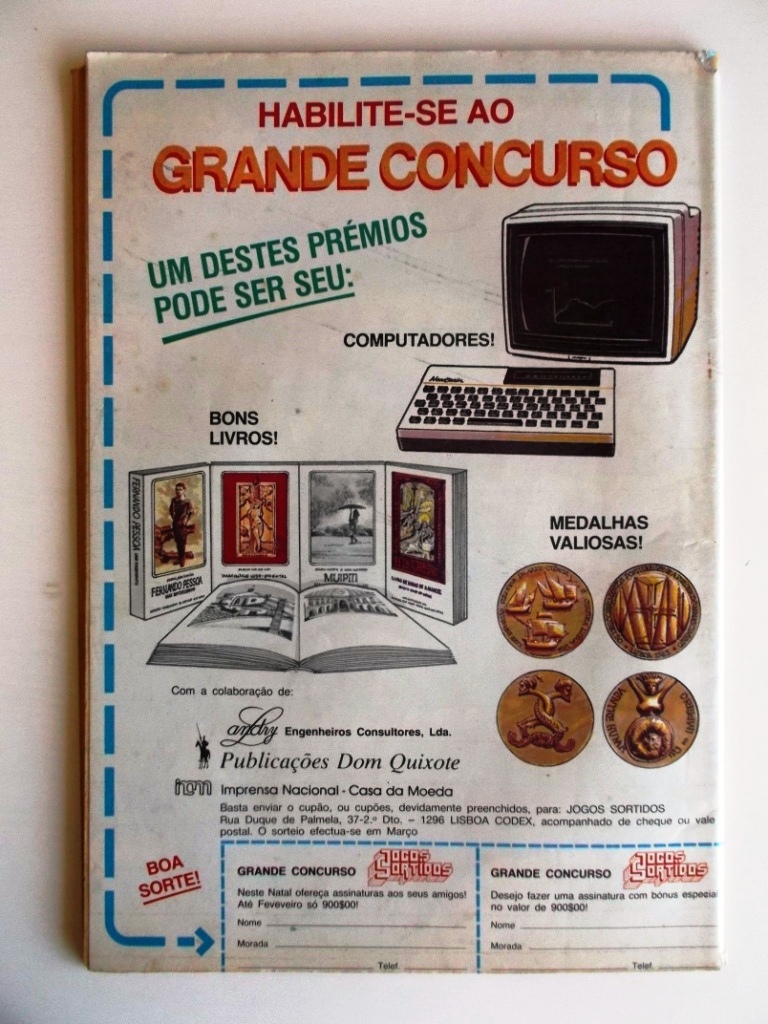 HABILITE-SE AO
GRANDE CONCURSO
UM DESTES PRÉMIOS
PODE SER SEU:
COMPUTADORES!
BONS
LIVROS!
FERNANDO PESSOA
FERNANDO PESSOA
MEDALHAS
VALIOSAS!
Com a colaboração de:
Engenheiros Consultores, Lda.
Publicações Dom Quixote
incm Imprensa Nacional - Casa da Moeda
Basta enviar o cupão, ou cupões, devidamente preenchidos, para: JOGOS SORTIDOS
Rua Duque de Palmela, 37-2.º Dto. – 1296 LISBOA CODEX, acompanhado de cheque ou vale
postal. O sorteio efectua-se em Março
BOA
SORTE!
GRANDE CONCURSO JOGOS SORTIDOS
Neste Natal ofereça assinaturas aos seus amigos!
Até Feveveiro só 900$00!
Nome
Morada
Telef.
GRANDE CONCURSO JOGOS SORTIDOS
Desejo fazer uma assinatura com bónus especia
no valor de 900$00!
Nome
Morada
Telef.